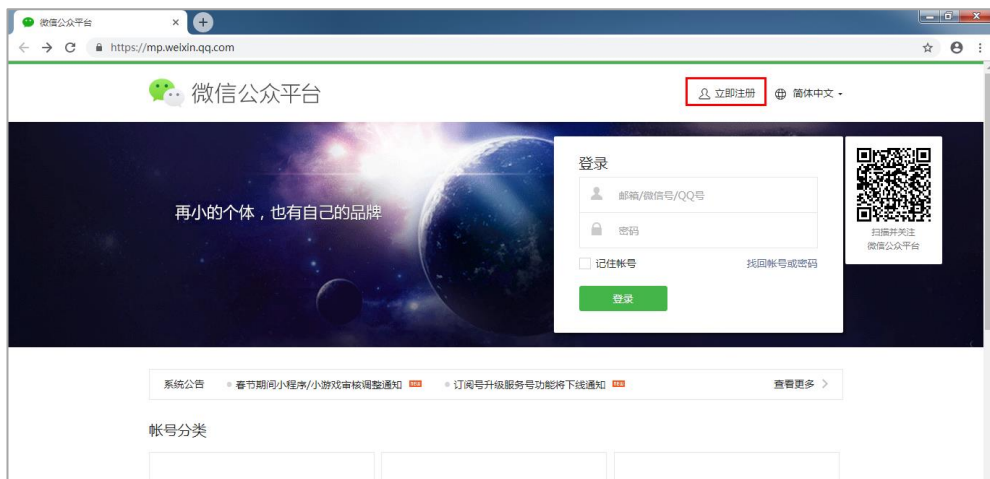 微信公众平台
https://mp.weixin.qq.com
微信公众平台
立即注册 简体中文
登录
邮箱/微信号/QQ号
再小的个体，也有自己的品牌
密码
扫描并关注
微信公众平台
记住帐号 找回帐号或密码
登录
系统公告 春节期间小程序/小游戏审核调整通知 订阅号升级服务号功能将下线通知 查看更多
帐号分类